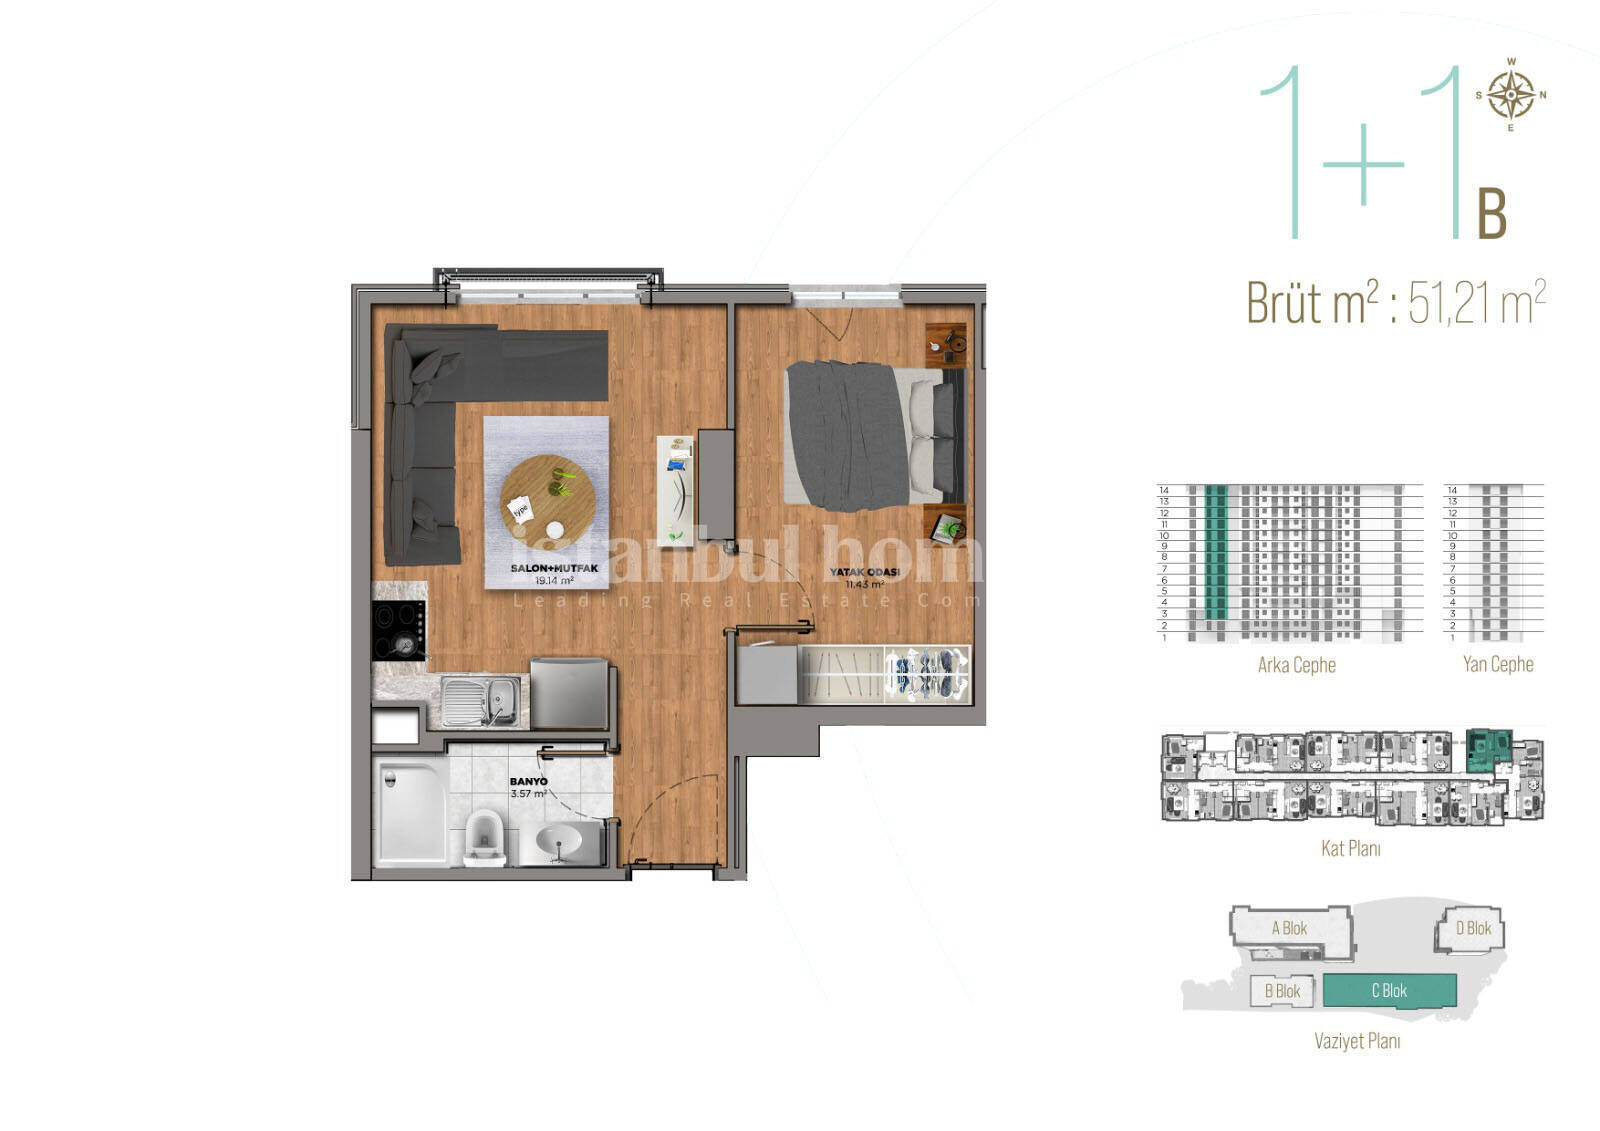 1+1 B
W
S N
E
Brüt m² : 51,21 m²
SALON+MUTFAK
19.14 m²
YATAK ODASI
11.43 m²
BANYO
3.57 m²
type
istanbul hom
Leading Real Estate Com
14
13
12
11
10
9
8
7
6
5
4
3
2
1
Arka Cephe
14
13
12
11
10
9
8
7
6
5
4
3
2
1
Yan Cephe
Kat Planı
A Blok
D Blok
B Blok
C Blok
Vaziyet Planı